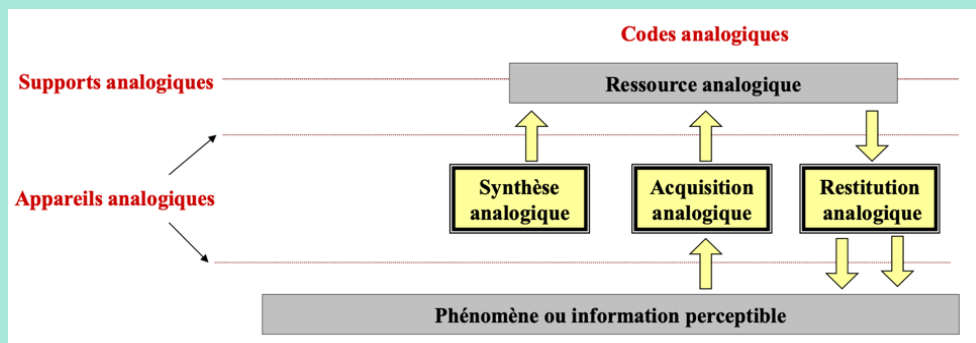 Codes analogiques
Supports analogiques
Ressource analogique
Appareils analogiques
Synthèse
analogique
Acquisition
analogique
Restitution
analogique
Phénomène ou information perceptible